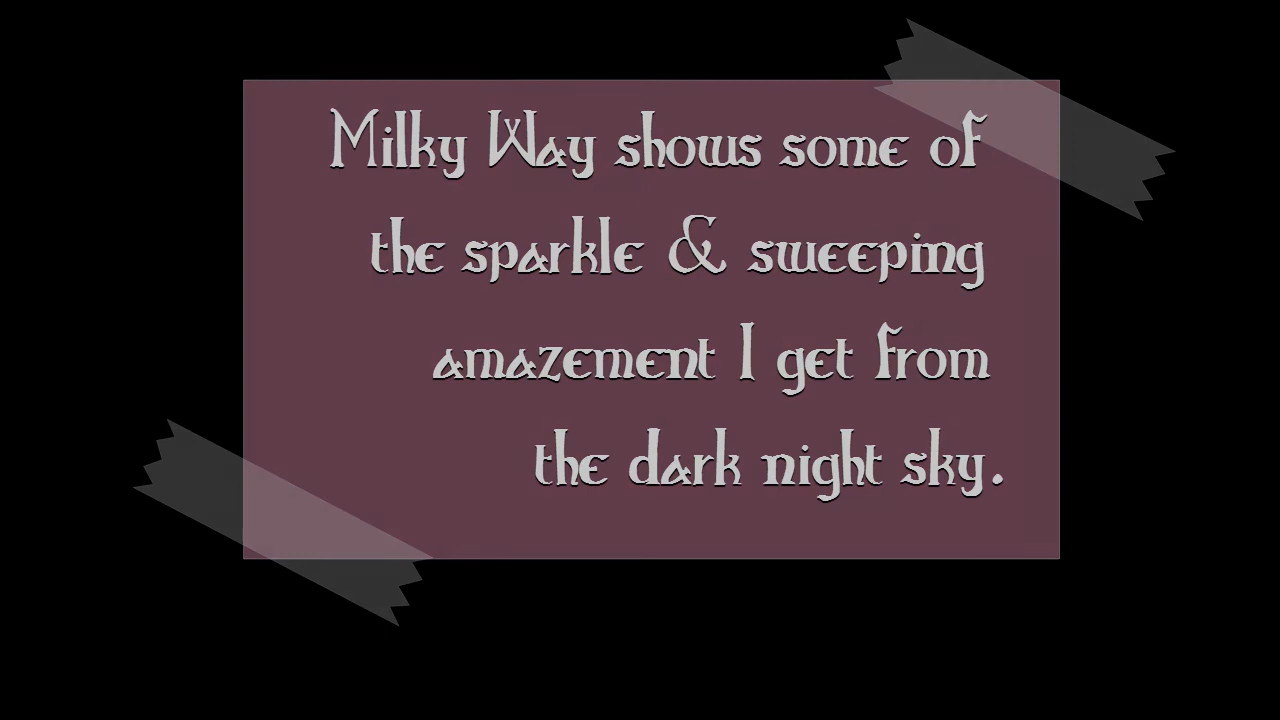 Milky Way shows some of
the sparkle & sweeping
amazement I get from
the dark night sky.